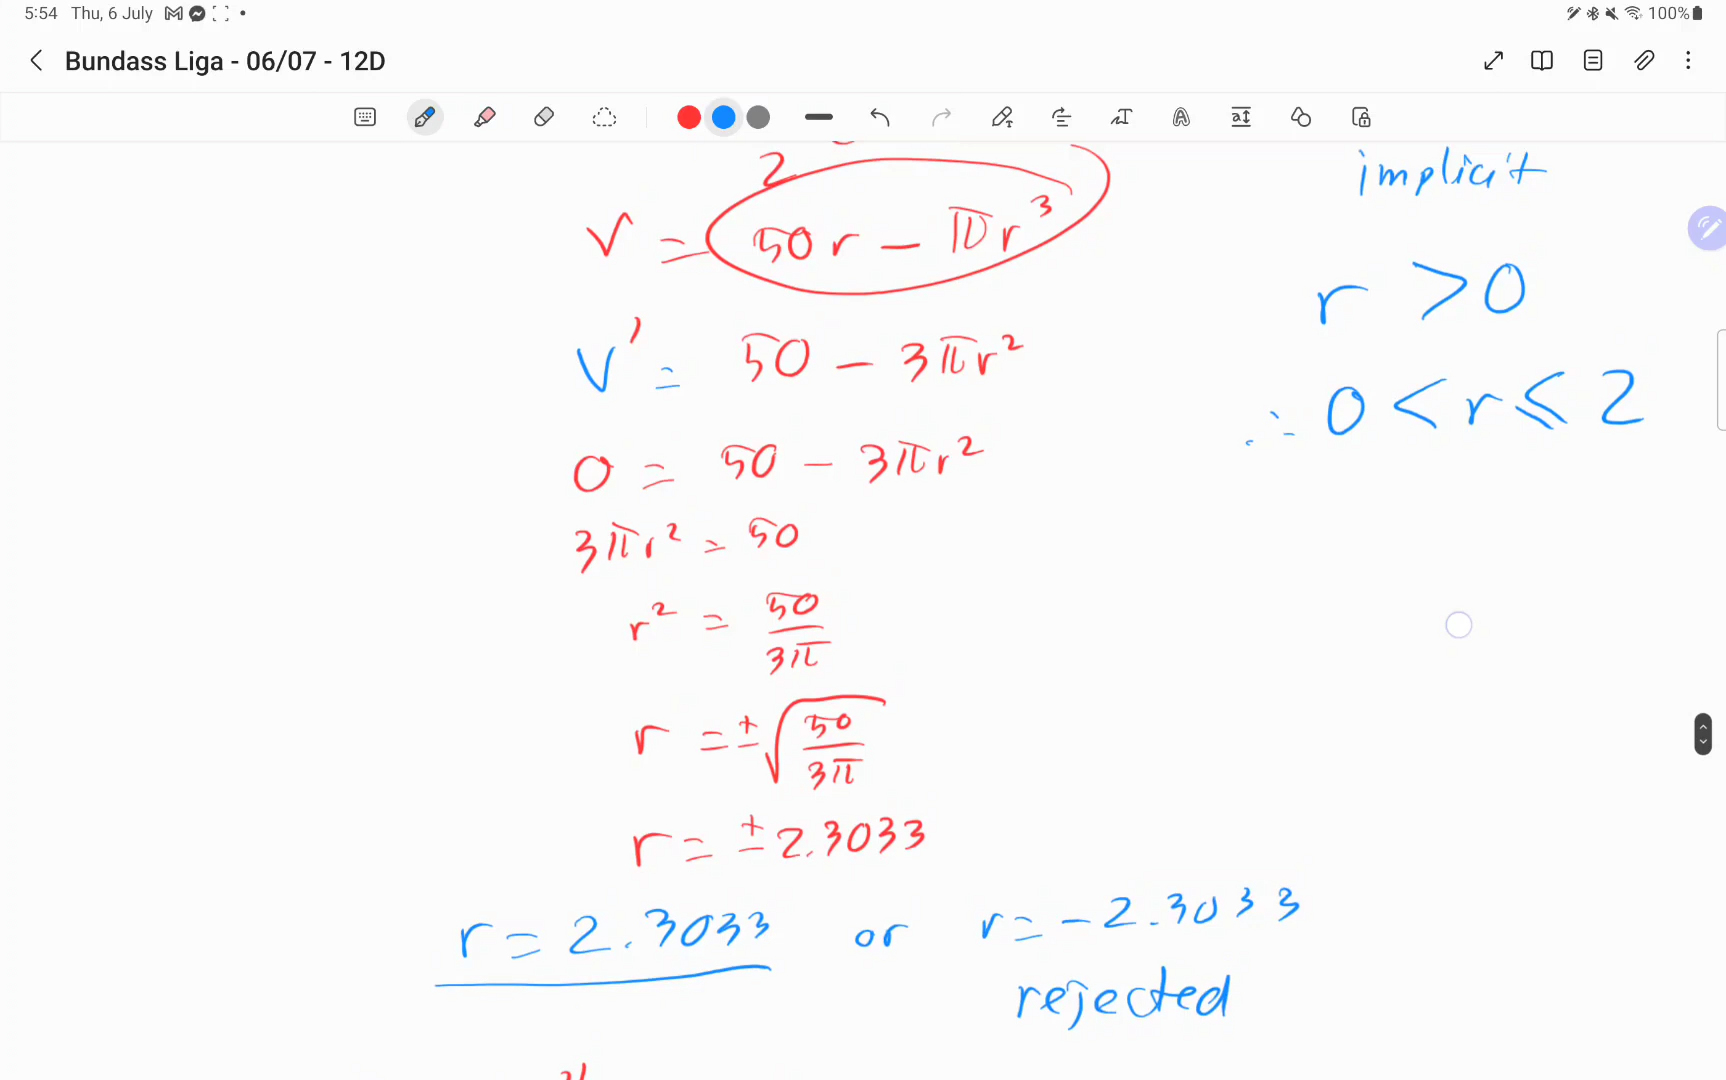 5:54 Thu, 6 July 100%
Bundass Liga - 06/07 - 12D
2
V = 50r - πr³
V' = 50 - 3πr²
0 = 50 - 3πr²
3πr² = 50
r² = 50/3π
r = ±√(50/3π)
r = ±2.3033
r = 2.3033 or r = -2.3033
rejected
implicit
r > 0
∴ 0 < r ≤ 2